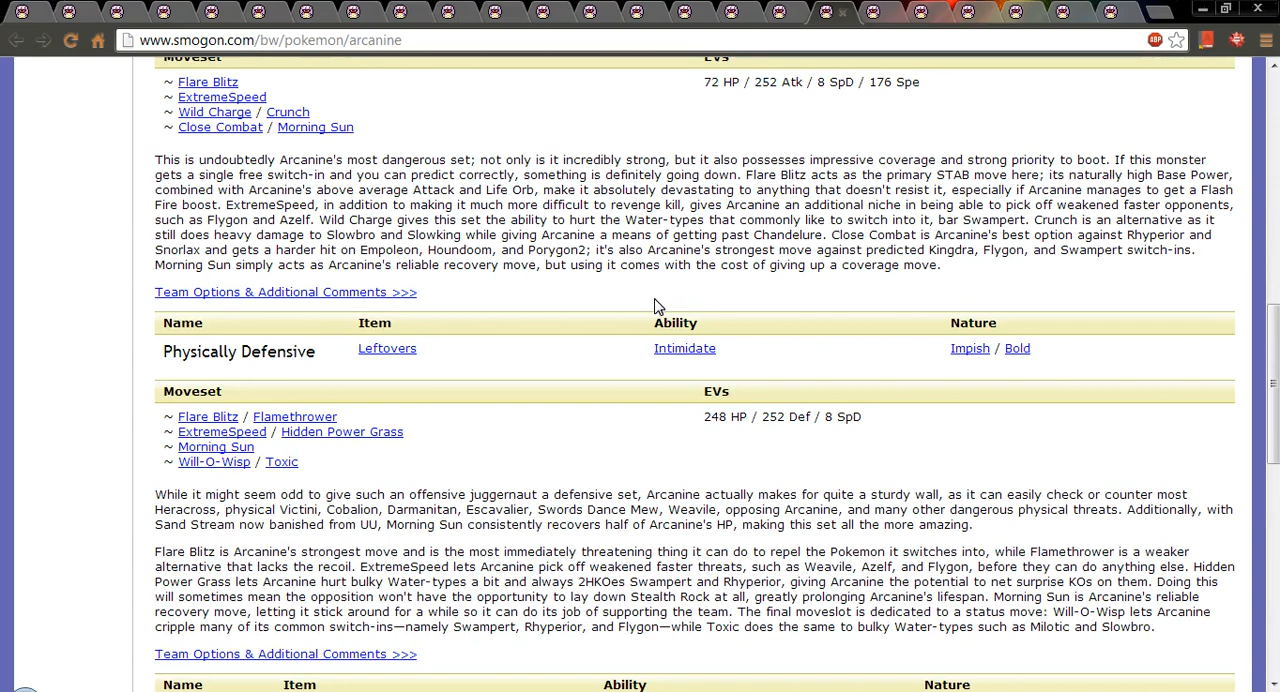 www.smogon.com/bw/pokemon/arcanine
Moveset EVs
~ Flare Blitz 72 HP / 252 Atk / 8 SpD / 176 Spe
~ ExtremeSpeed
~ Wild Charge / Crunch
~ Close Combat / Morning Sun
This is undoubtedly Arcanine's most dangerous set; not only is it incredibly strong, but it also possesses impressive coverage and strong priority to boot. If this monster
gets a single free switch-in and you can predict correctly, something is definitely going down. Flare Blitz acts as the primary STAB move here; its naturally high Base Power,
combined with Arcanine's above average Attack and Life Orb, make it absolutely devastating to anything that doesn't resist it, especially if Arcanine manages to get a Flash
Fire boost. ExtremeSpeed, in addition to making it much more difficult to revenge kill, gives Arcanine an additional niche in being able to pick off weakened faster opponents,
such as Flygon and Azelf. Wild Charge gives this set the ability to hurt the Water-types that commonly like to switch into it, bar Swampert. Crunch is an alternative as it
still does heavy damage to Slowbro and Slowking while giving Arcanine a means of getting past Chandelure. Close Combat is Arcanine's best option against Rhyperior and
Snorlax and gets a harder hit on Empoleon, Houndoom, and Porygon2; it's also Arcanine's strongest move against predicted Kingdra, Flygon, and Swampert switch-ins.
Morning Sun simply acts as Arcanine's reliable recovery move, but using it comes with the cost of giving up a coverage move.
Team Options & Additional Comments >>>
Name Item Ability Nature
Physically Defensive Leftovers Intimidate Impish / Bold
Moveset EVs
~ Flare Blitz / Flamethrower 248 HP / 252 Def / 8 SpD
~ ExtremeSpeed / Hidden Power Grass
~ Morning Sun
~ Will-O-Wisp / Toxic
While it might seem odd to give such an offensive juggernaut a defensive set, Arcanine actually makes for quite a sturdy wall, as it can easily check or counter most
Heracross, physical Victini, Cobalion, Darmanitan, Escavalier, Swords Dance Mew, Weavile, opposing Arcanine, and many other dangerous physical threats. Additionally, with
Sand Stream now banished from UU, Morning Sun consistently recovers half of Arcanine's HP, making this set all the more amazing.
Flare Blitz is Arcanine's strongest move and is the most immediately threatening thing it can do to repel the Pokemon it switches into, while Flamethrower is a weaker
alternative that lacks the recoil. ExtremeSpeed lets Arcanine pick off weakened faster threats, such as Weavile, Azelf, and Flygon, before they can do anything else. Hidden
Power Grass lets Arcanine hurt bulky Water-types a bit and always 2HKOes Swampert and Rhyperior, giving Arcanine the potential to net surprise KOs on them. Doing this
will sometimes mean the opposition won't have the opportunity to lay down Stealth Rock at all, greatly prolonging Arcanine's lifespan. Morning Sun is Arcanine's reliable
recovery move, letting it stick around for a while so it can do its job of supporting the team. The final moveslot is dedicated to a status move: Will-O-Wisp lets Arcanine
cripple many of its common switch-ins—namely Swampert, Rhyperior, and Flygon—while Toxic does the same to bulky Water-types such as Milotic and Slowbro.
Team Options & Additional Comments >>>
Name Item Ability Nature